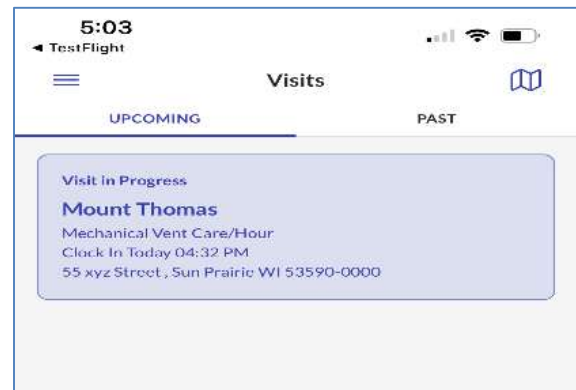 5:03
◄ TestFlight
Visits
UPCOMING PAST
Visit in Progress
Mount Thomas
Mechanical Vent Care/Hour
Clock In Today 04:32 PM
55 xyz Street , Sun Prairie WI 53590-0000